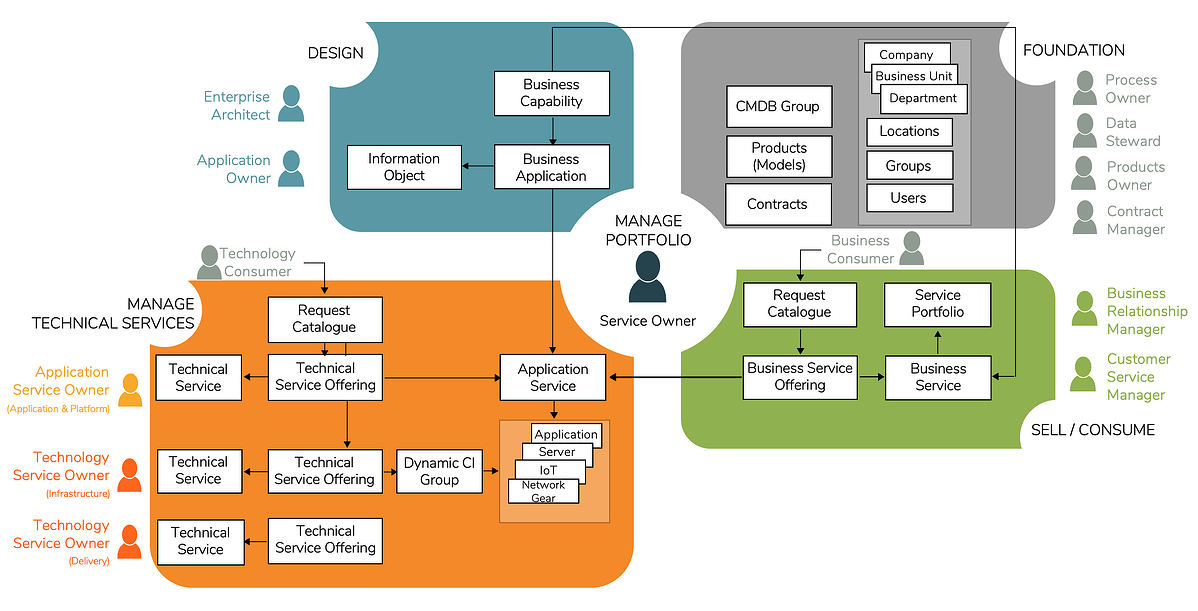 DESIGN
Enterprise
Architect
Application
Owner
Business
Capability
Information
Object
Business
Application
FOUNDATION
Company
Business Unit
Department
CMDB Group
Products
(Models)
Contracts
Locations
Groups
Users
Process
Owner
Data
Steward
Products
Owner
Contract
Manager
MANAGE
PORTFOLIO
Service Owner
Technology
Consumer
MANAGE
TECHNICAL SERVICES
Request
Catalogue
Application
Service Owner
(Application & Platform)
Technical
Service
Technical
Service Offering
Application
Service
Technology
Service Owner
(Infrastructure)
Technical
Service
Technical
Service Offering
Dynamic CI
Group
Application
Server
IoT
Network
Gear
Technology
Service Owner
(Delivery)
Technical
Service
Technical
Service Offering
Business
Consumer
Request
Catalogue
Service
Portfolio
Business Service
Offering
Business
Service
Business
Relationship
Manager
Customer
Service
Manager
SELL / CONSUME